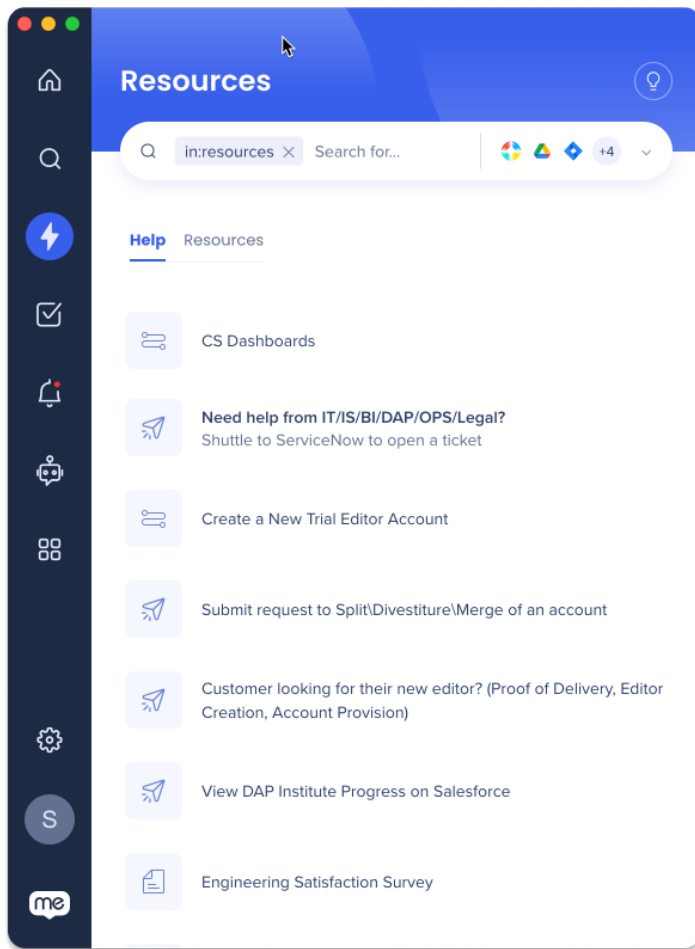 Resources
in:resources Search for... +4
Help Resources
CS Dashboards
Need help from IT/IS/BI/DAP/OPS/Legal?
Shuttle to ServiceNow to open a ticket
Create a New Trial Editor Account
Submit request to Split\Divestiture\Merge of an account
Customer looking for their new editor? (Proof of Delivery, Editor
Creation, Account Provision)
View DAP Institute Progress on Salesforce
S
Engineering Satisfaction Survey
me